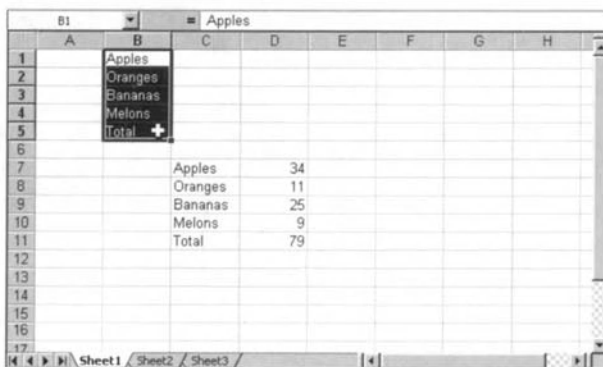 B1 = Apples
A B C D E F G H
1 Apples
2 Oranges
3 Bananas
4 Melons
5 Total
6
7 Apples 34
8 Oranges 11
9 Bananas 25
10 Melons 9
11 Total 79
12
13
14
15
16
17
Sheet1 Sheet2 Sheet3